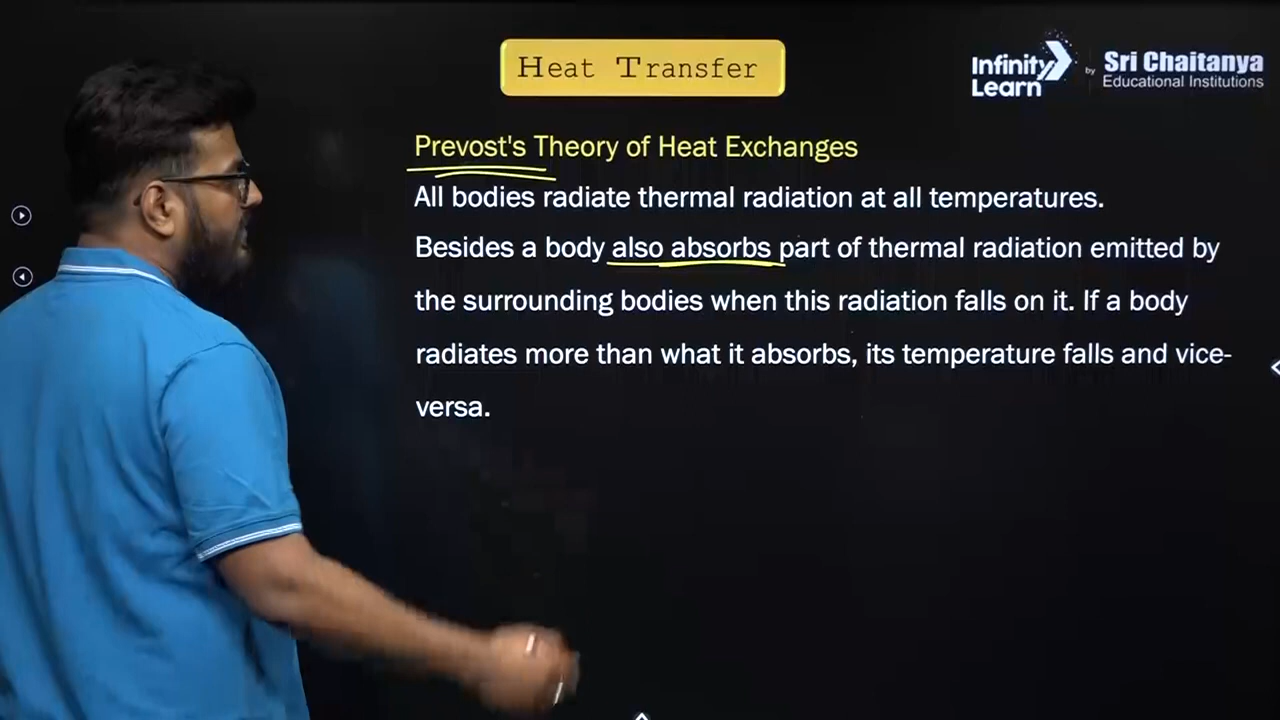 Heat Transfer
Infinity Learn
by
Sri Chaitanya
Educational Institutions
Prevost's Theory of Heat Exchanges
All bodies radiate thermal radiation at all temperatures.
Besides a body also absorbs part of thermal radiation emitted by
the surrounding bodies when this radiation falls on it. If a body
radiates more than what it absorbs, its temperature falls and vice-
versa.